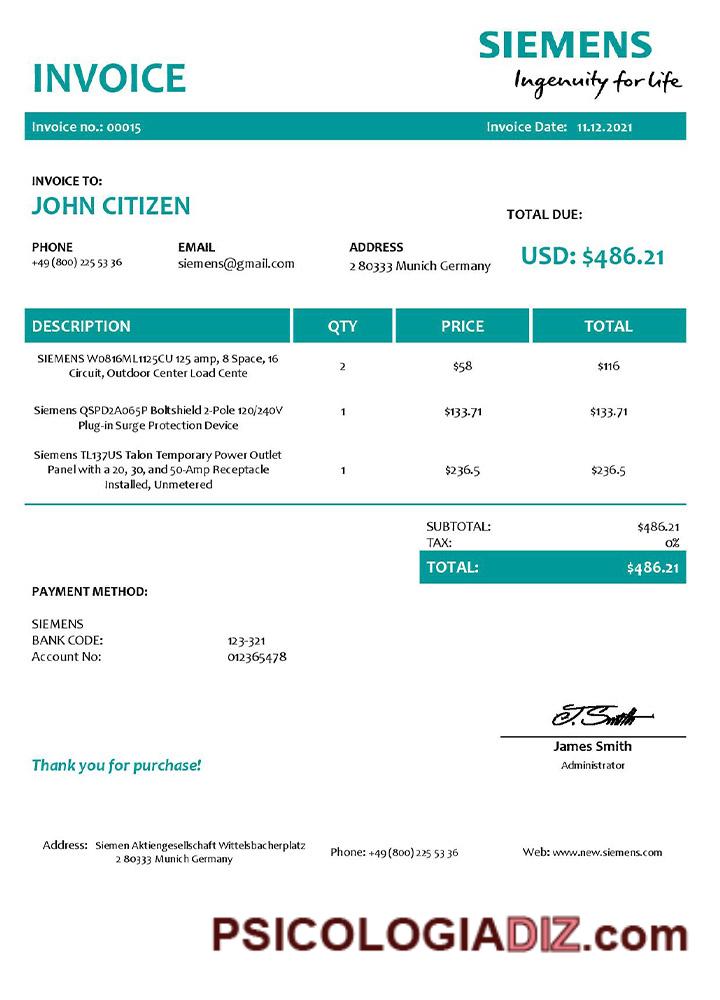 SIEMENS
Ingenuity for life
INVOICE
Invoice no.: 00015
Invoice Date: 11.12.2021
INVOICE TO:
JOHN CITIZEN
TOTAL DUE:
PHONE
EMAIL
ADDRESS
+49 (800) 225 53 36
siemens@gmail.com
2 80333 Munich Germany
USD: $486.21
DESCRIPTION QTY PRICE TOTAL
SIEMENS W0816ML1125CU 125 amp, 8 Space, 16
Circuit, Outdoor Center Load Cente
2 $58 $116
Siemens QSPD2A065P Boltshield 2-Pole 120/240V
Plug-in Surge Protection Device
1 $133.71 $133.71
Siemens TL137US Talon Temporary Power Outlet
Panel with a 20, 30, and 50-Amp Receptacle
Installed, Unmetered
1 $236.5 $236.5
SUBTOTAL: $486.21
TAX: 0%
TOTAL: $486.21
PAYMENT METHOD:
SIEMENS
BANK CODE: 123-321
Account No: 012365478
J. Smith
James Smith
Administrator
Thank you for purchase!
Address: Siemen Aktiengesellschaft Wittelsbacherplatz
2 80333 Munich Germany
Phone: +49 (800) 225 53 36
Web: www.new.siemens.com
PSICOLOGIADIZ.com